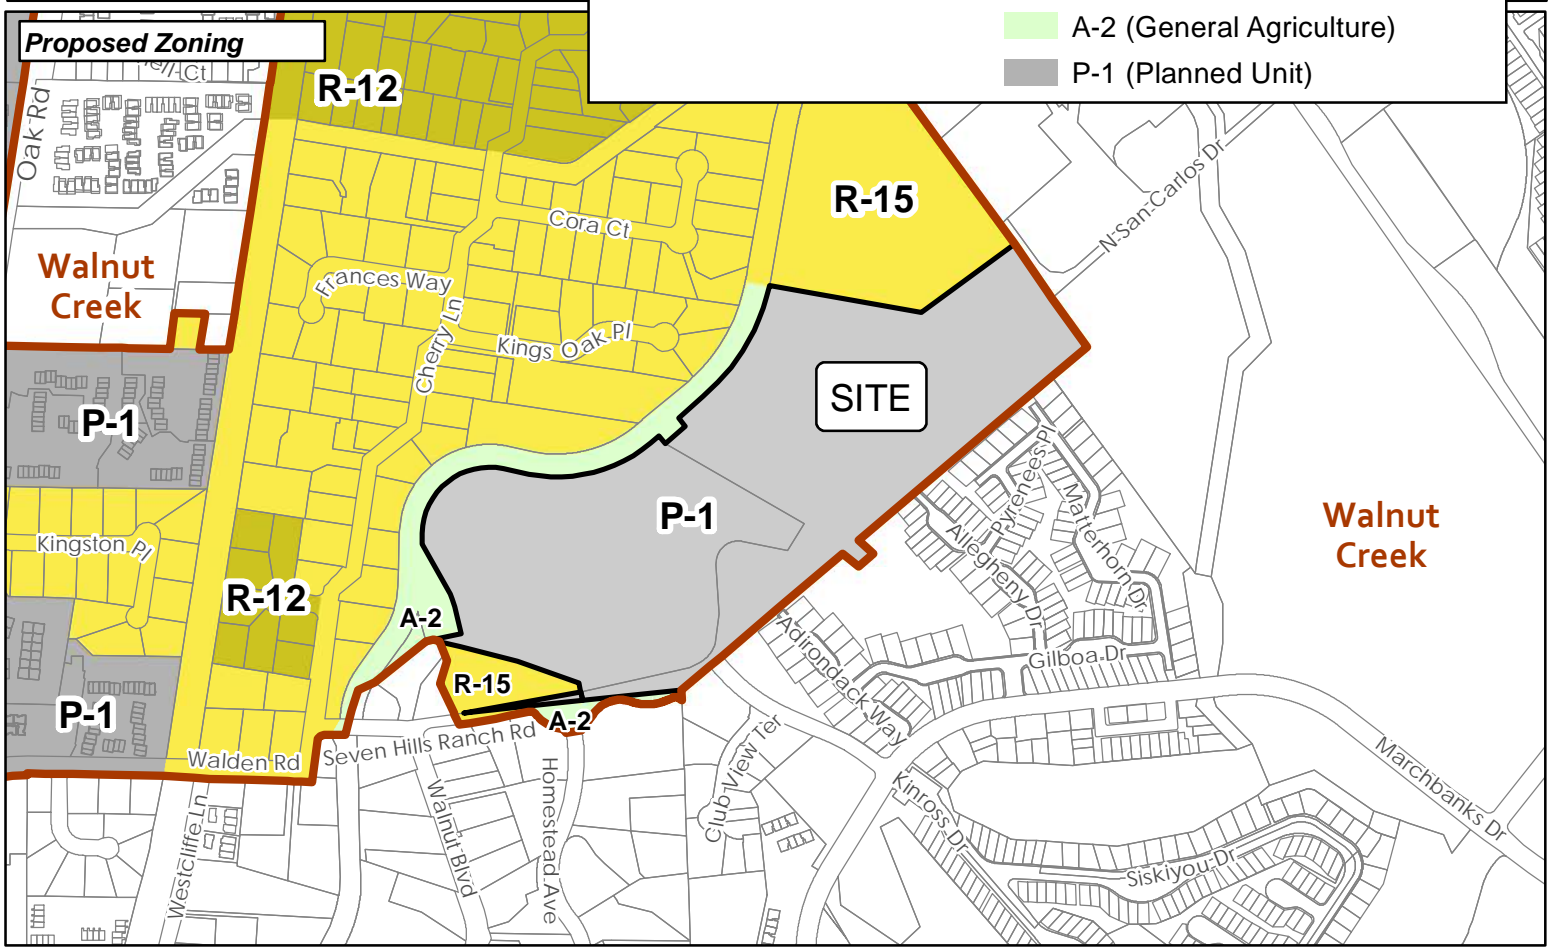 Proposed Zoning
A-2 (General Agriculture)
P-1 (Planned Unit)
R-12
Oak Rd
R-15
N San Carlos Dr
Cora Ct
Walnut
Creek
Frances Way
Cherry Ln
Kings Oak Pl
SITE
P-1
P-1
Pyrenees Pl
Matterhorn Dr
Allegheny Dr
Walnut
Creek
Kingston Pl
R-12
A-2
Adirondack Way
Gilboa Dr
R-15
P-1
A-2
Seven Hills Ranch Rd
Walden Rd
Club View Ter
Marchbanks Dr
Kinross Dr
Westcliffe Ln
Walnut Blvd
Homestead Ave
Siskiyou Dr